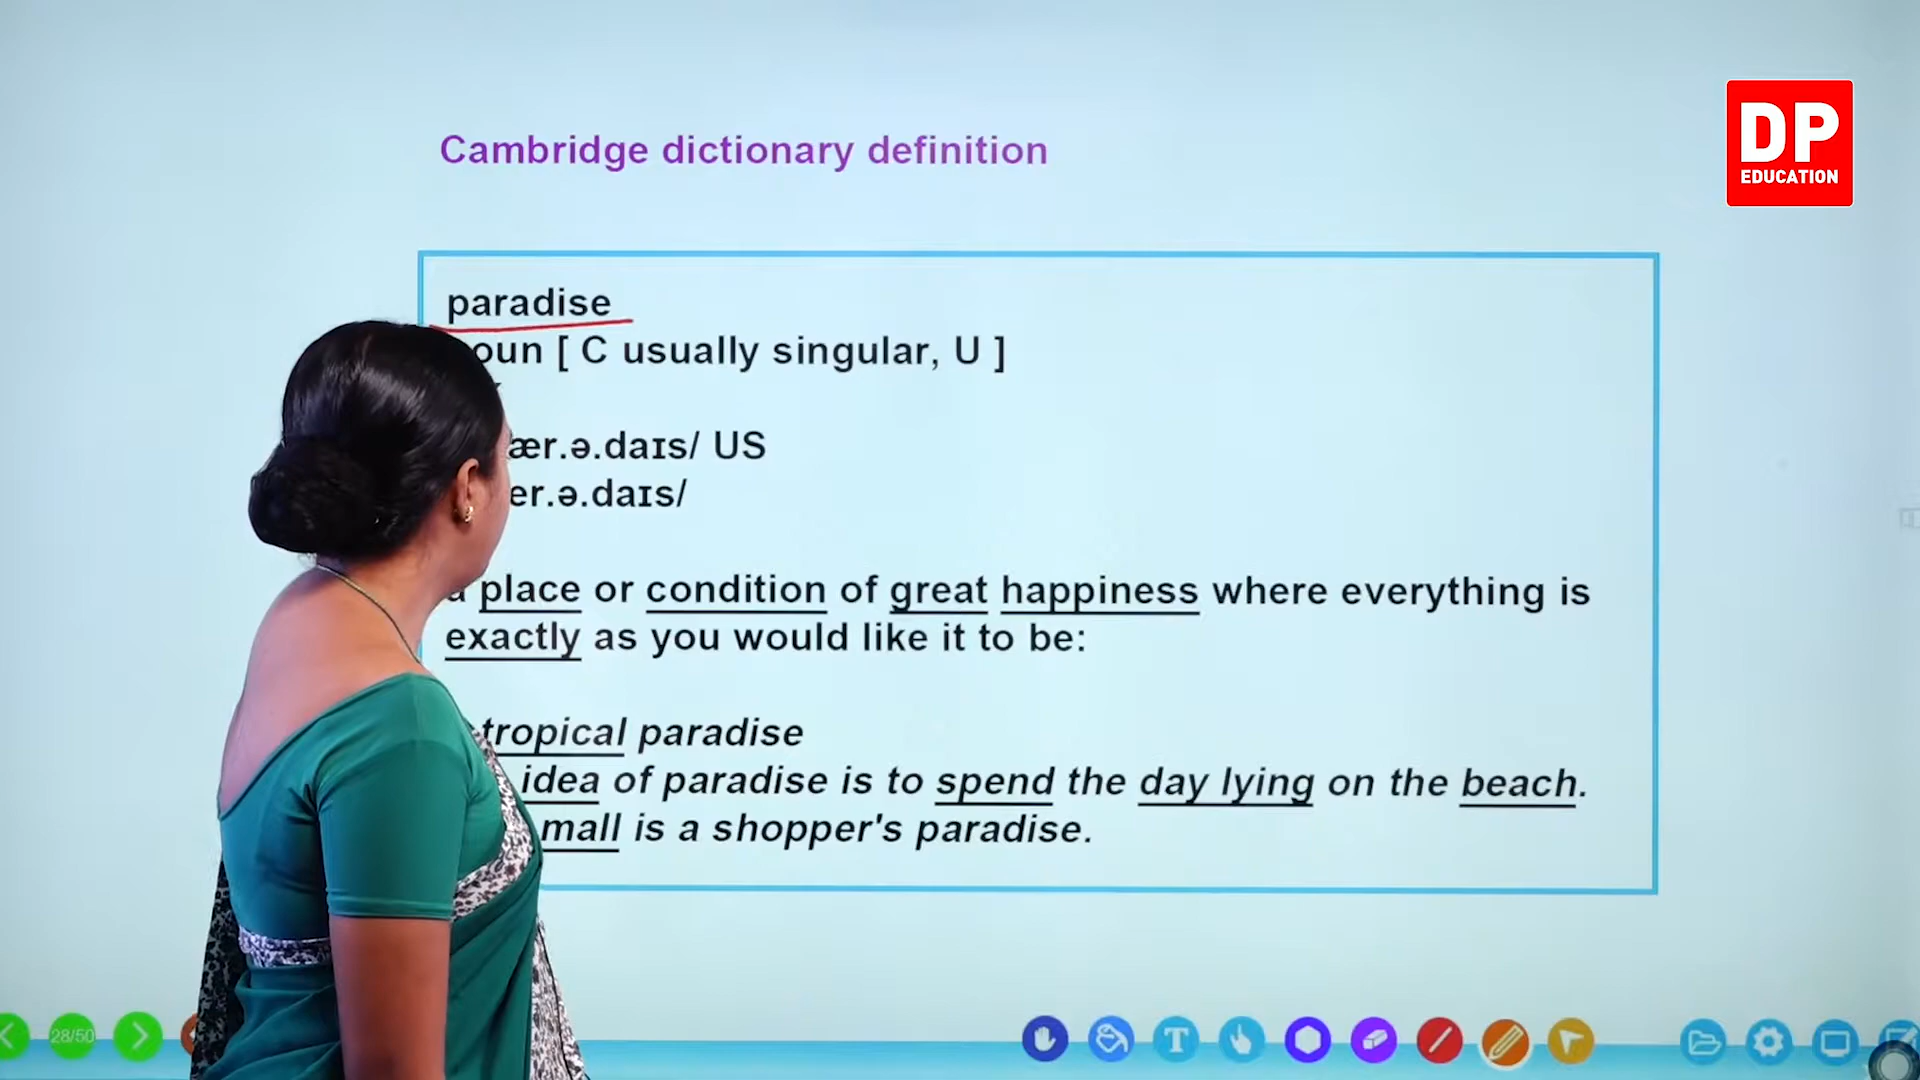 DP
EDUCATION
Cambridge dictionary definition
paradise
oun [ C usually singular, U ]
ær.ə.daɪs/ US
er.ə.daɪs/
place or condition of great happiness where everything is
exactly as you would like it to be:
tropical paradise
idea of paradise is to spend the day lying on the beach.
mall is a shopper's paradise.
28/50
T